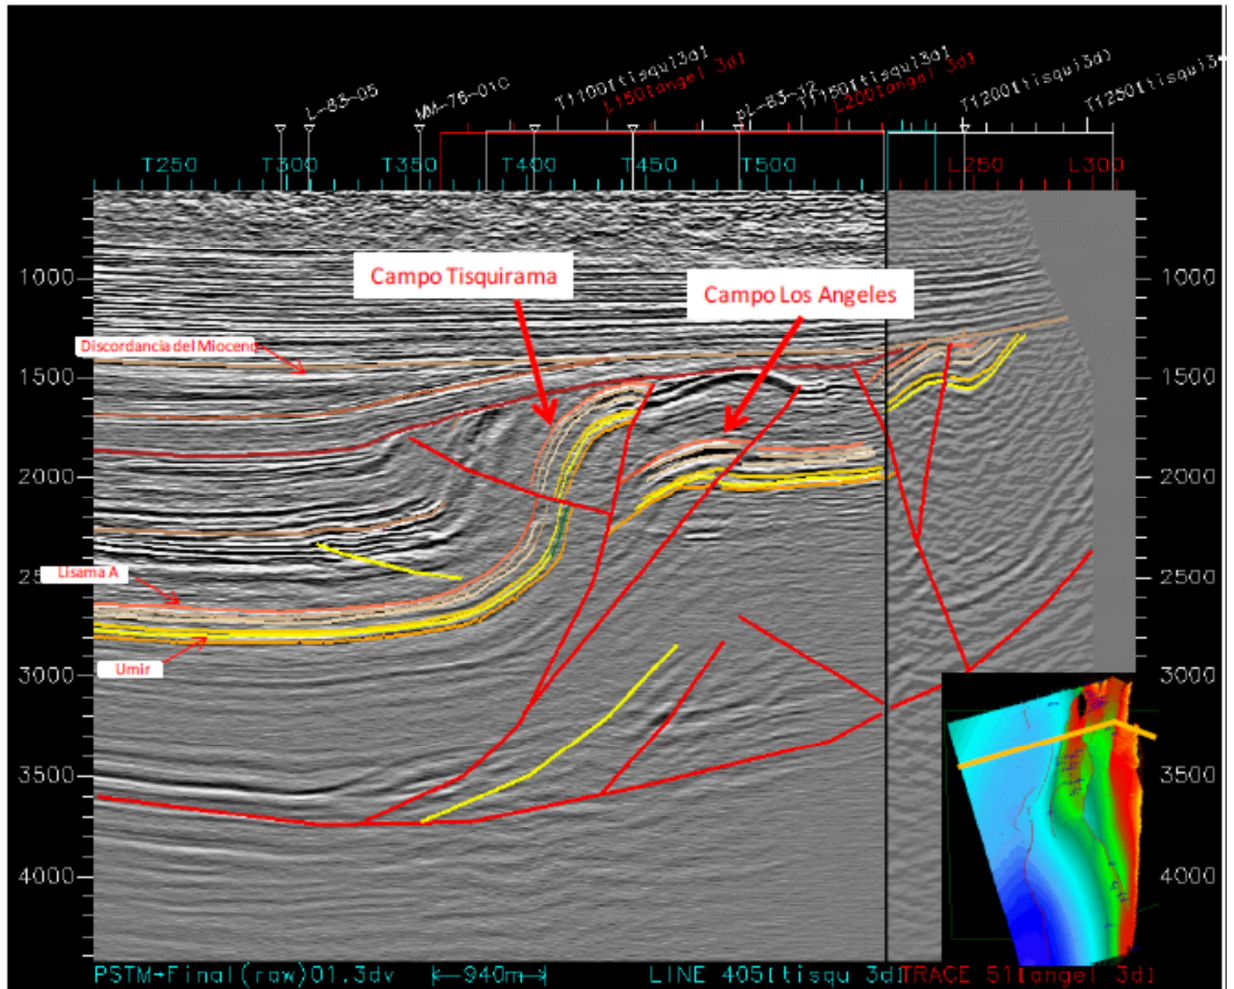 L-83-05
MM-76-01C
T1100[tisqui3d]
L150[angel 3d]
pL-83-12
T1150[tisqui3d]
L200[angel 3d]
T1200[tisqui3d)
T1250[tisqui3
T250 T300 T350 T400 T450 T500 L250 L300
Campo Tisquirama
Campo Los Angeles
1000 1000
Discordancia del Mioceno
1500 1500
2000 2000
Lisama A
2500
Umir
3000 3000
3500 3500
4000 4000
PSTM+Final(raw)01.3dv 940m LINE 405[tisqu 3d] TRACE 51[angel 3d]